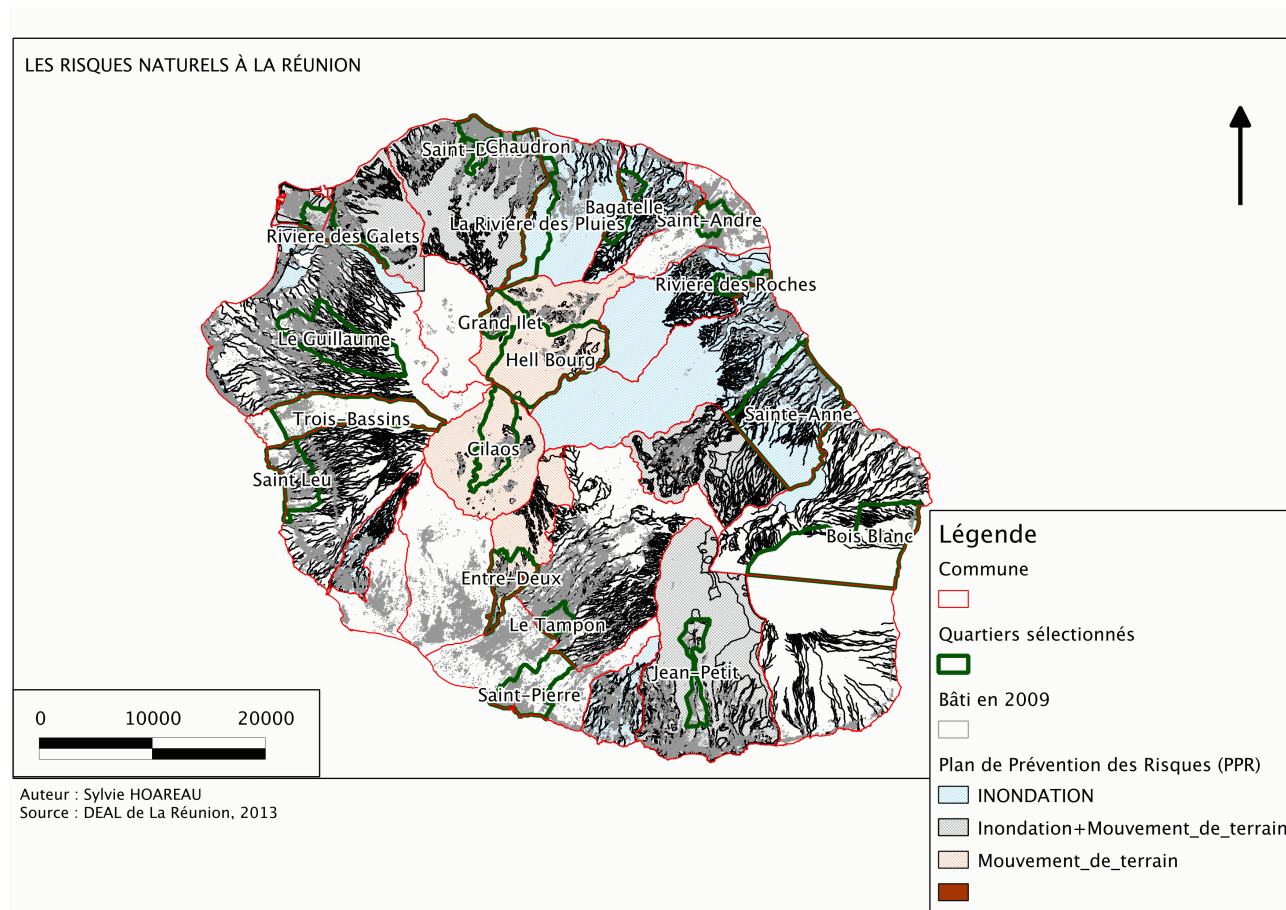 LES RISQUES NATURELS À LA RÉUNION
Chaudron
La Rivière des Pluies
Bagatelle
Saint-Andre
Riviere des Galets
Riviere des Roches
Grand Ilet
Le Guillaume
Hell Bourg
Trois-Bassins
Sainte-Anne
Cilaos
Saint Leu
Bois Blanc
Entre-Deux
Le Tampon
Jean-Petit
Saint-Pierre
Légende
Commune
Quartiers sélectionnés
Bâti en 2009
Plan de Prévention des Risques (PPR)
INONDATION
Inondation+Mouvement_de_terrain
Mouvement_de_terrain
0 10000 20000
Auteur : Sylvie HOAREAU
Source : DEAL de La Réunion, 2013